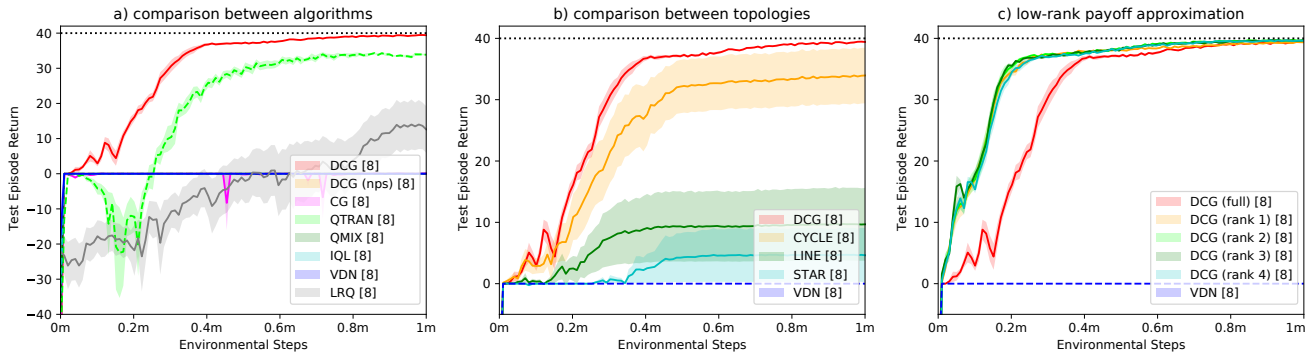 a) comparison between algorithms
40
30
20
10
0
−10
−20
−30
−40
Test Episode Return
DCG [8]
DCG (nps) [8]
CG [8]
QTRAN [8]
QMIX [8]
IQL [8]
VDN [8]
LRQ [8]
0m
0.2m
0.4m
0.6m
0.8m
1m
Environmental Steps
b) comparison between topologies
40
30
20
10
0
Test Episode Return
DCG [8]
CYCLE [8]
LINE [8]
STAR [8]
VDN [8]
0m
0.2m
0.4m
0.6m
0.8m
1m
Environmental Steps
c) low-rank payoff approximation
40
30
20
10
0
Test Episode Return
DCG (full) [8]
DCG (rank 1) [8]
DCG (rank 2) [8]
DCG (rank 3) [8]
DCG (rank 4) [8]
VDN [8]
0m
0.2m
0.4m
0.6m
0.8m
1m
Environmental Steps